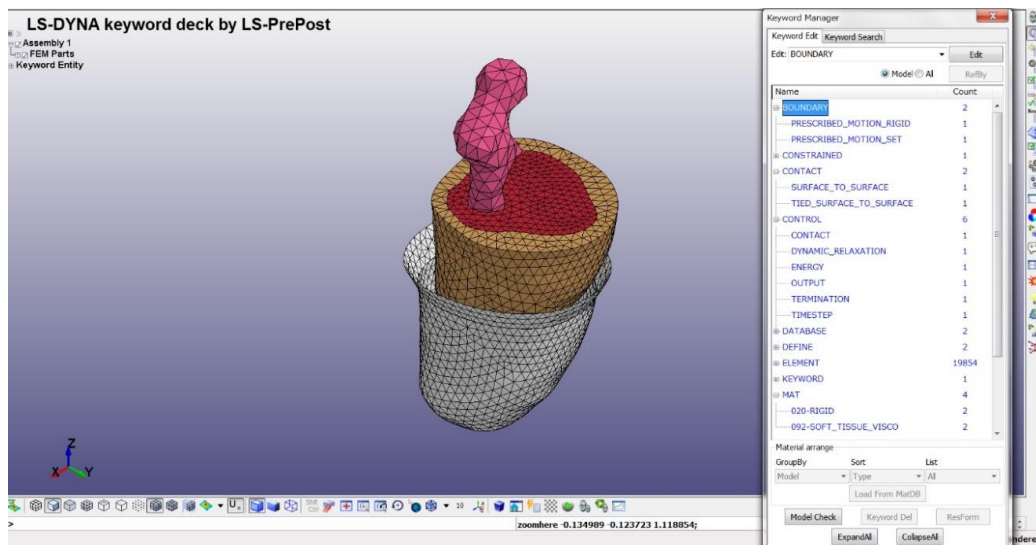 LS-DYNA keyword deck by LS-PrePost
Assembly 1
FEM Parts
Keyword Entity
Z
X
Y
U+
10
>
zoomhere -0.134989 -0.123723 1.118854;
Keyword Manager
Keyword Edit Keyword Search
Edit: BOUNDARY Edit
Model All RefBy
Name Count
BOUNDARY 2
PRESCRIBED_MOTION_RIGID 1
PRESCRIBED_MOTION_SET 1
CONSTRAINED 1
CONTACT 2
SURFACE_TO_SURFACE 1
TIED_SURFACE_TO_SURFACE 1
CONTROL 6
CONTACT 1
DYNAMIC_RELAXATION 1
ENERGY 1
OUTPUT 1
TERMINATION 1
TIMESTEP 1
DATABASE 2
DEFINE 2
ELEMENT 19854
KEYWORD 1
MAT 4
020-RIGID 2
092-SOFT_TISSUE_VISCO 2
Material arrange
GroupBy Sort List
Model Type All
Load From MatDB
Model Check Keyword Del ResForm
ExpandAll CollapseAll